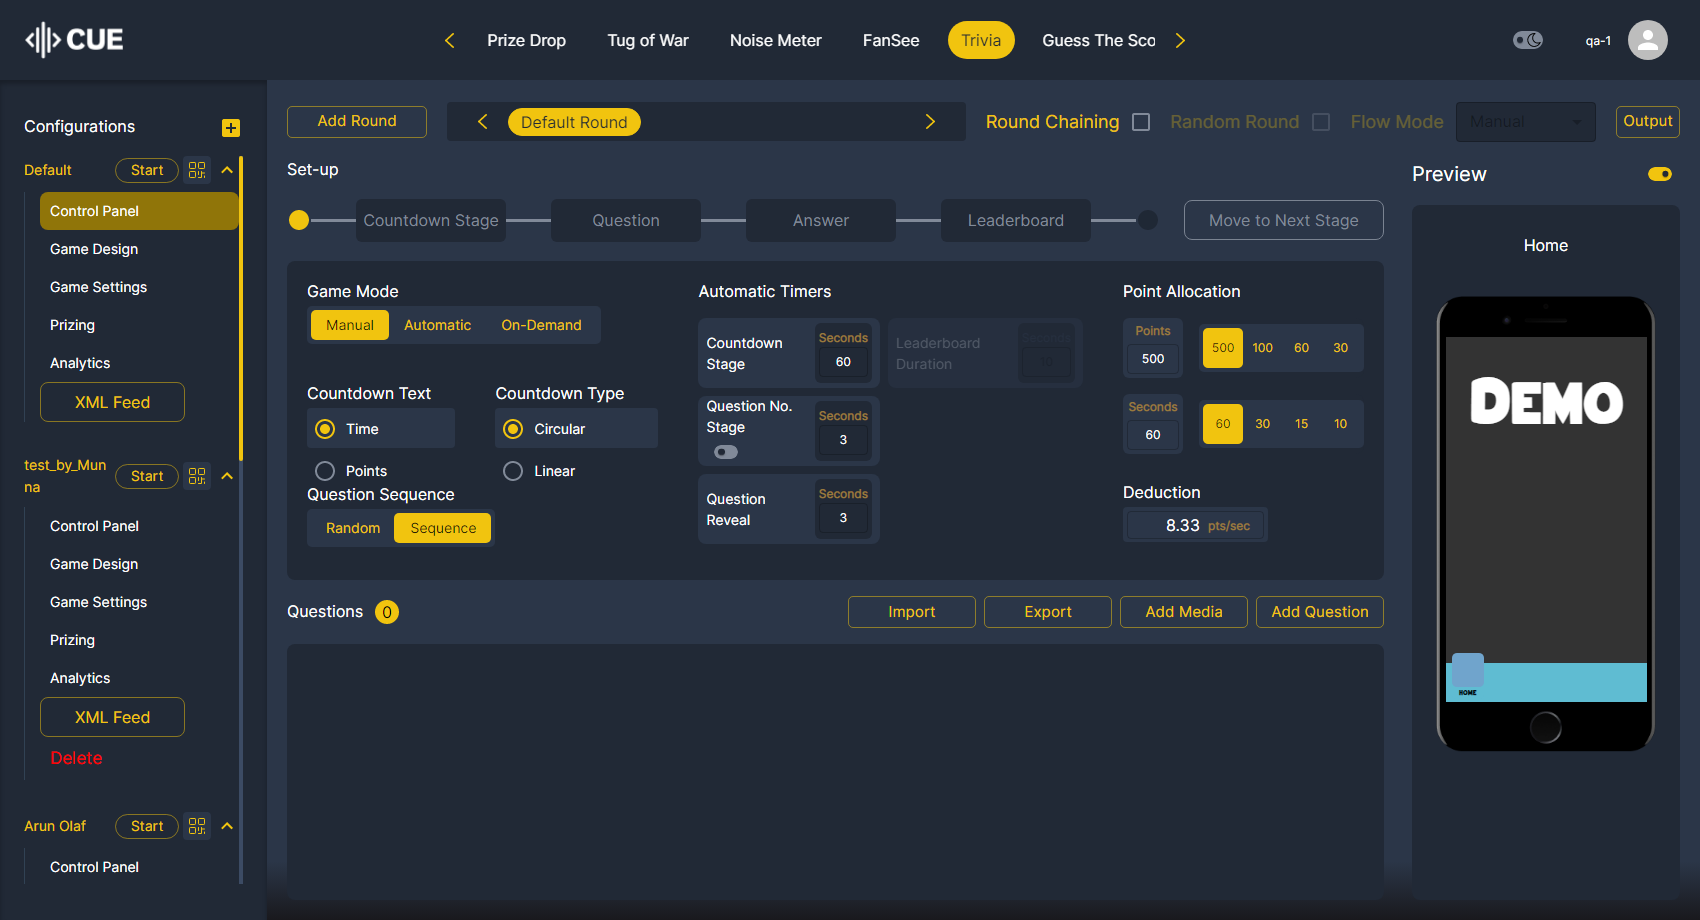 CUE
Prize Drop
Tug of War
Noise Meter
FanSee
Trivia
Guess The Sco
qa-1
Configurations
Default
Start
Control Panel
Game Design
Game Settings
Prizing
Analytics
XML Feed
test_by_Mun
na
Start
Control Panel
Game Design
Game Settings
Prizing
Analytics
XML Feed
Delete
Arun Olaf
Start
Control Panel
Add Round
Default Round
Round Chaining
Random Round
Flow Mode
Manual
Output
Set-up
Countdown Stage
Question
Answer
Leaderboard
Move to Next Stage
Game Mode
Manual
Automatic
On-Demand
Countdown Text
Time
Points
Countdown Type
Circular
Linear
Question Sequence
Random
Sequence
Automatic Timers
Countdown
Stage
Seconds
60
Leaderboard
Duration
Seconds
10
Question No.
Stage
Seconds
3
Question
Reveal
Seconds
3
Point Allocation
Points
500
500
100
60
30
Seconds
60
60
30
15
10
Deduction
8.33 pts/sec
Questions 0
Import
Export
Add Media
Add Question
Preview
Home
DEMO
HOME